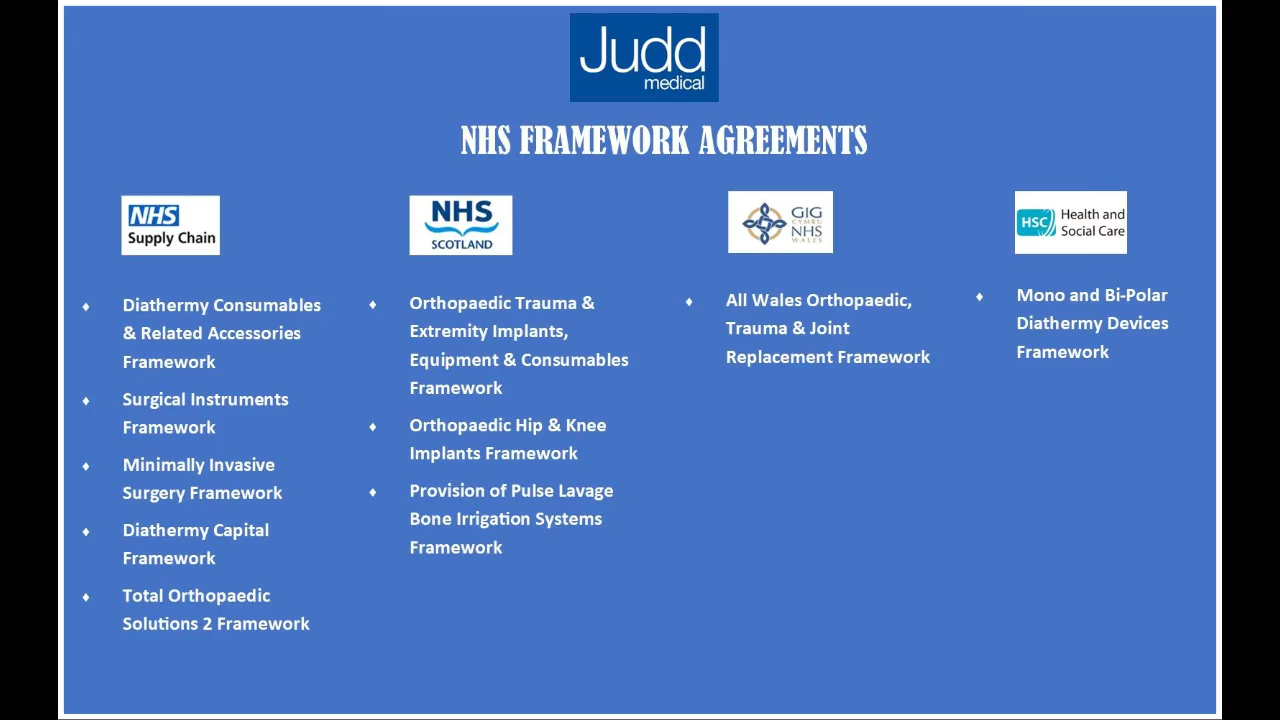 Judd
medical
NHS FRAMEWORK AGREEMENTS
NHS
Supply Chain
Diathermy Consumables
& Related Accessories
Framework
Surgical Instruments
Framework
Minimally Invasive
Surgery Framework
Diathermy Capital
Framework
Total Orthopaedic
Solutions 2 Framework
NHS
SCOTLAND
Orthopaedic Trauma &
Extremity Implants,
Equipment & Consumables
Framework
Orthopaedic Hip & Knee
Implants Framework
Provision of Pulse Lavage
Bone Irrigation Systems
Framework
GIG
CYMRU
NHS
WALES
All Wales Orthopaedic,
Trauma & Joint
Replacement Framework
HSC
Health and
Social Care
Mono and Bi-Polar
Diathermy Devices
Framework